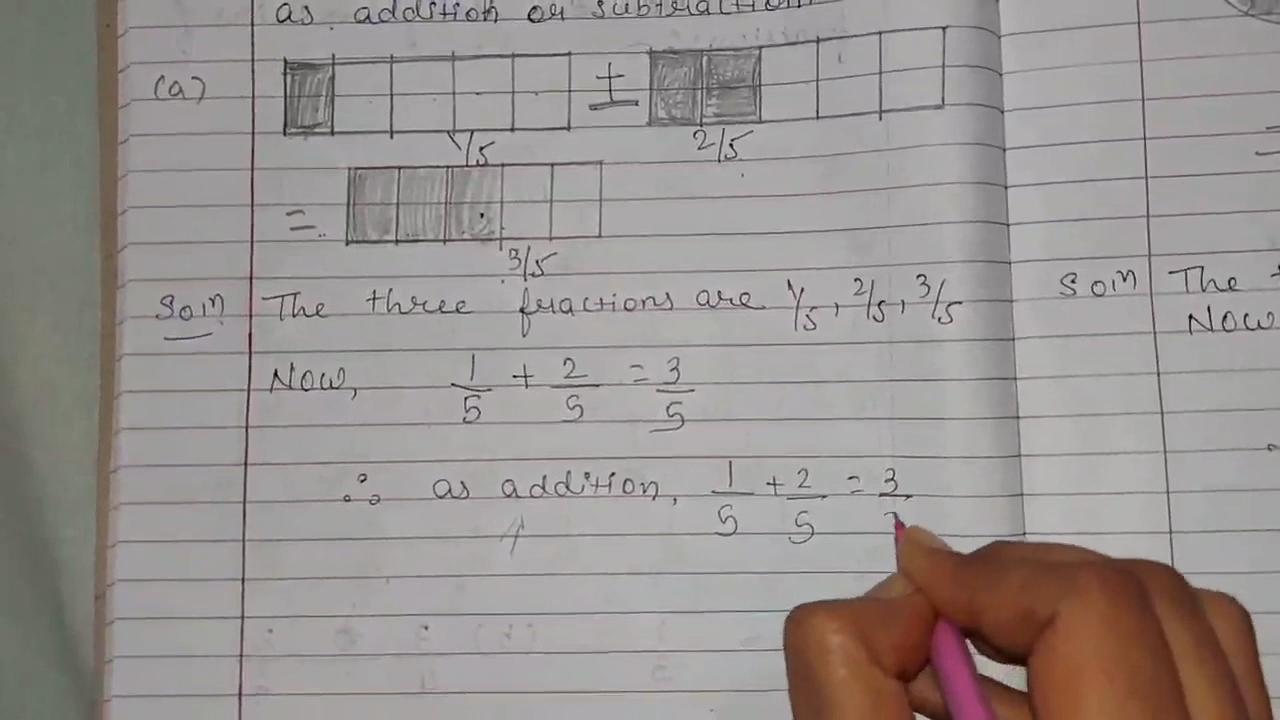 as addition or subtraction
(a) ±
1/5 2/5
=
3/5
Soln The three fractions are 1/5, 2/5, 3/5
Now, 1/5 + 2/5 = 3/5
∴ as addition, 1/5 + 2/5 = 3
Soln The
Now